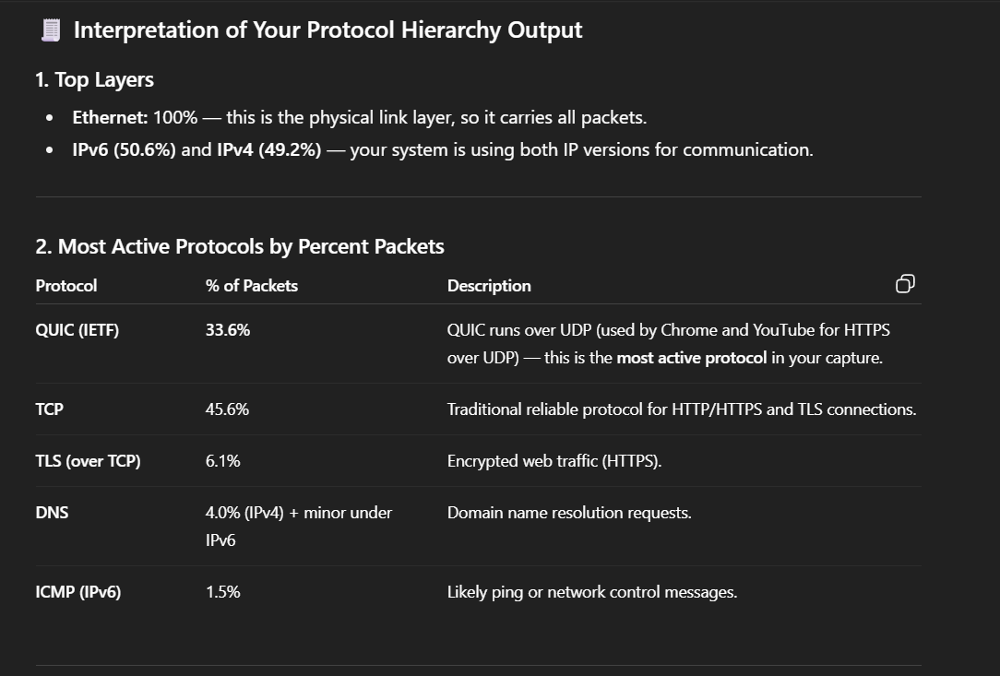 Interpretation of Your Protocol Hierarchy Output
1. Top Layers
• Ethernet: 100% — this is the physical link layer, so it carries all packets.
• IPv6 (50.6%) and IPv4 (49.2%) — your system is using both IP versions for communication.
2. Most Active Protocols by Percent Packets
Protocol % of Packets Description
QUIC (IETF) 33.6% QUIC runs over UDP (used by Chrome and YouTube for HTTPS
over UDP) — this is the most active protocol in your capture.
TCP 45.6% Traditional reliable protocol for HTTP/HTTPS and TLS connections.
TLS (over TCP) 6.1% Encrypted web traffic (HTTPS).
DNS 4.0% (IPv4) + minor under Domain name resolution requests.
IPv6
ICMP (IPv6) 1.5% Likely ping or network control messages.